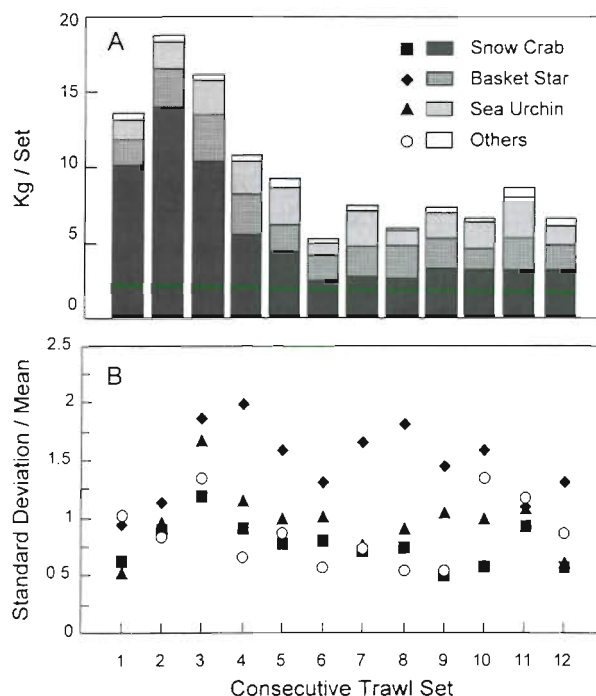 20
A
Snow Crab
Basket Star
Sea Urchin
Others
15
10
5
0
Kg / Set
2.5
B
2
1.5
1
0.5
0
Standard Deviation / Mean
1 2 3 4 5 6 7 8 9 10 11 12
Consecutive Trawl Set